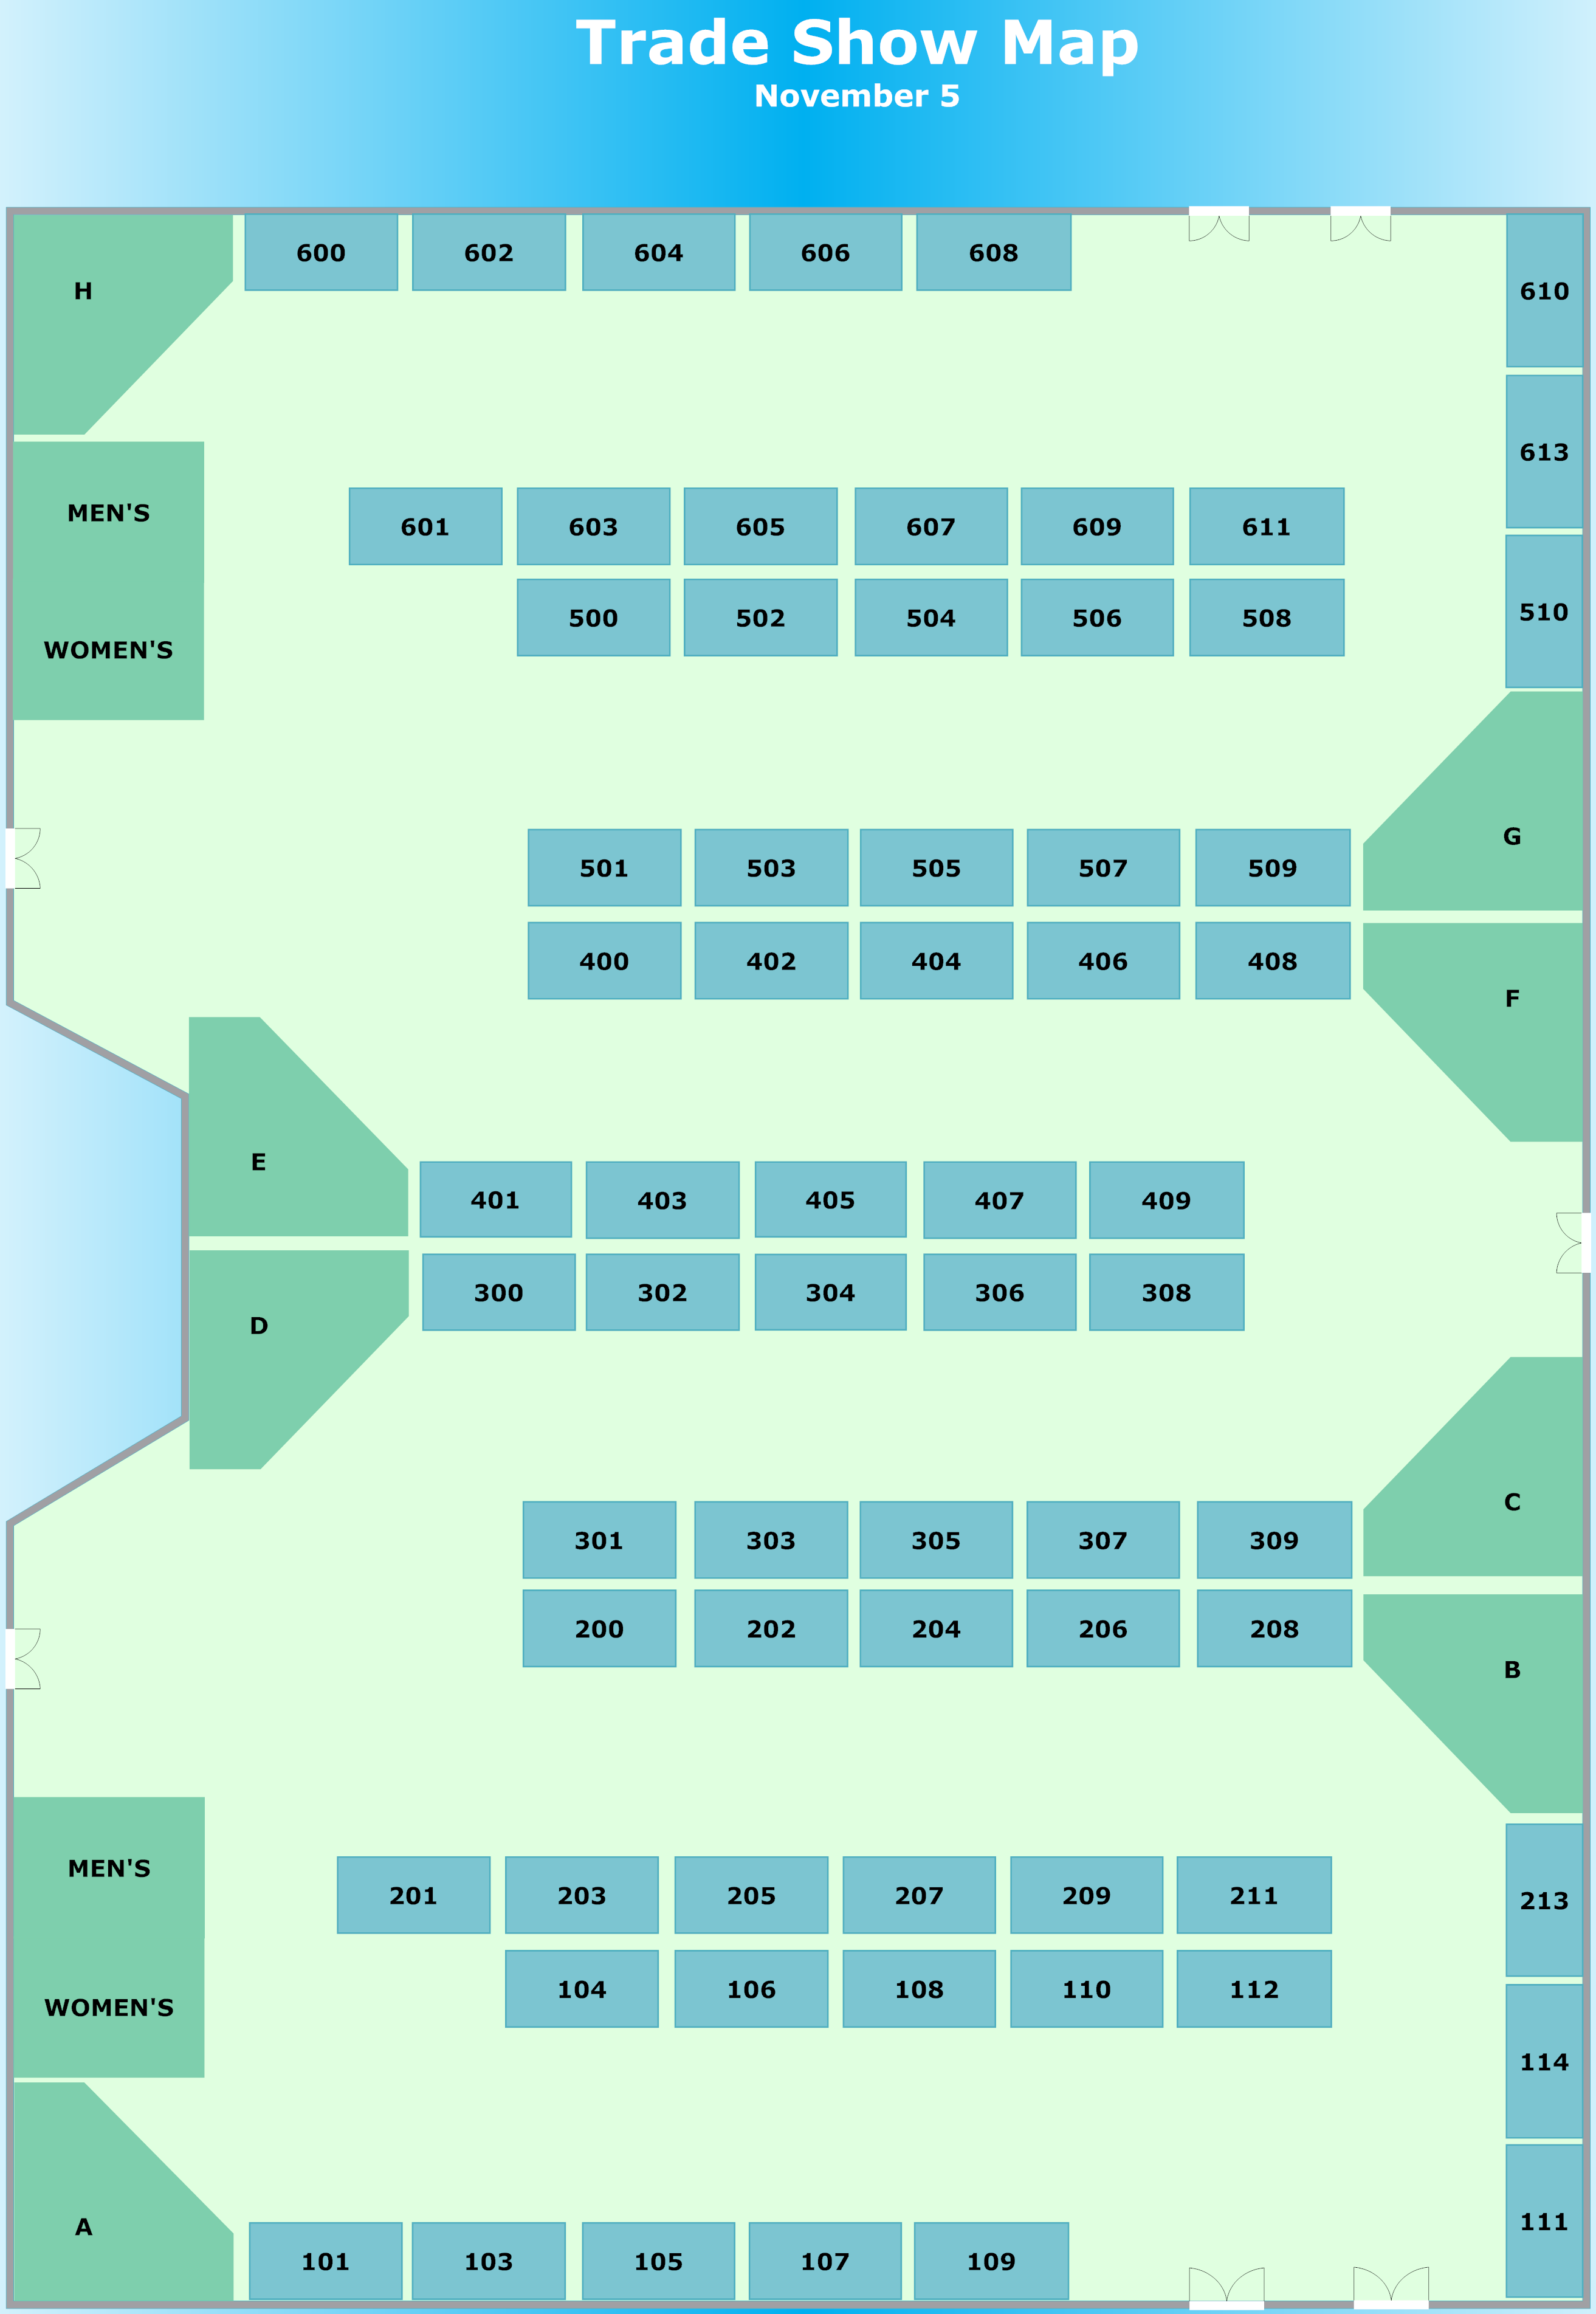 Trade Show Map
November 5
600 602 604 606 608
H
610
613
MEN'S
601 603 605 607 609 611
500 502 504 506 508
510
WOMEN'S
G
501 503 505 507 509
400 402 404 406 408
F
E
401 403 405 407 409
300 302 304 306 308
D
C
301 303 305 307 309
200 202 204 206 208
B
MEN'S
201 203 205 207 209 211
213
104 106 108 110 112
WOMEN'S
114
111
A
101 103 105 107 109